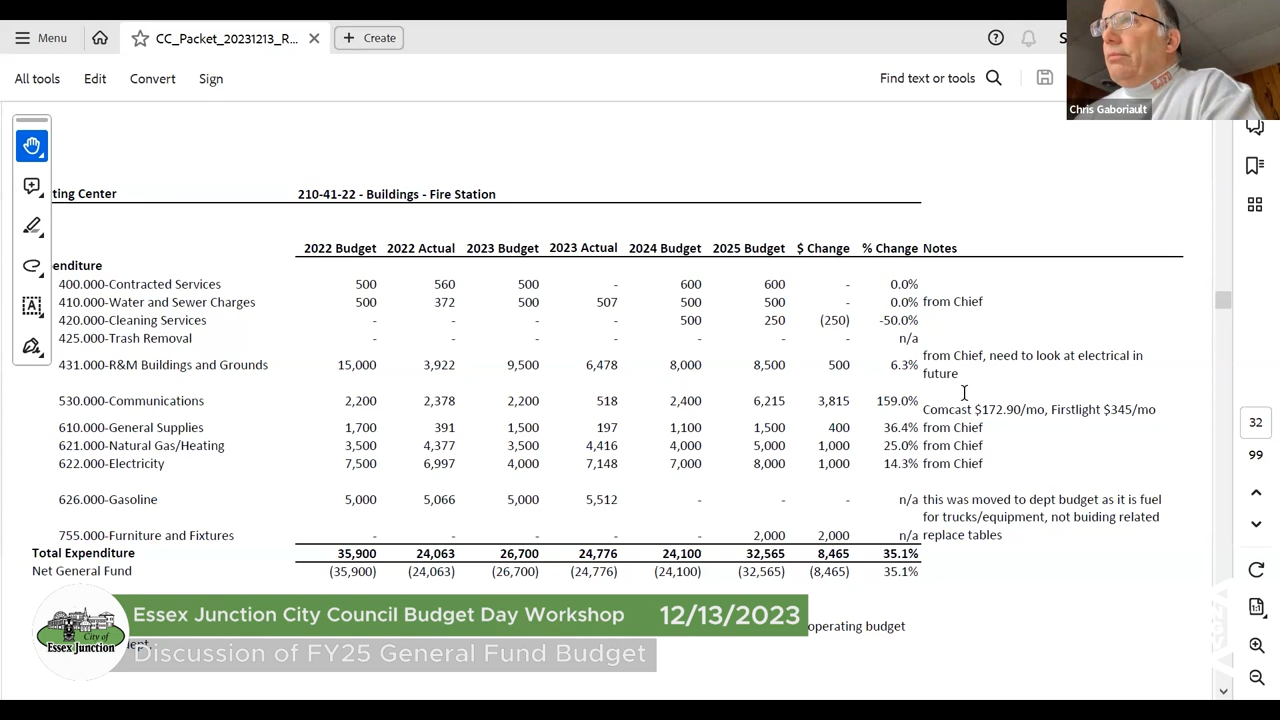 Menu
CC_Packet_20231213_R...
Create
Chris Gaboriault
All tools Edit Convert Sign Find text or tools
ting Center 210-41-22 - Buildings - Fire Station
2022 Budget 2022 Actual 2023 Budget 2023 Actual 2024 Budget 2025 Budget $ Change % Change Notes
enditure
400.000-Contracted Services 500 560 500 - 600 600 - 0.0%
410.000-Water and Sewer Charges 500 372 500 507 500 500 - 0.0% from Chief
420.000-Cleaning Services - - - - 500 250 (250) -50.0%
425.000-Trash Removal - - - - - - - n/a
431.000-R&M Buildings and Grounds 15,000 3,922 9,500 6,478 8,000 8,500 500 6.3% from Chief, need to look at electrical in
future
530.000-Communications 2,200 2,378 2,200 518 2,400 6,215 3,815 159.0%
Comcast $172.90/mo, Firstlight $345/mo
610.000-General Supplies 1,700 391 1,500 197 1,100 1,500 400 36.4% from Chief
621.000-Natural Gas/Heating 3,500 4,377 3,500 4,416 4,000 5,000 1,000 25.0% from Chief
622.000-Electricity 7,500 6,997 4,000 7,148 7,000 8,000 1,000 14.3% from Chief
626.000-Gasoline 5,000 5,066 5,000 5,512 - - - n/a this was moved to dept budget as it is fuel
for trucks/equipment, not buiding related
755.000-Furniture and Fixtures - - - - - 2,000 2,000 n/a replace tables
Total Expenditure 35,900 24,063 26,700 24,776 24,100 32,565 8,465 35.1%
Net General Fund (35,900) (24,063) (26,700) (24,776) (24,100) (32,565) (8,465) 35.1%
32
99
1:1
City of
Essex Junction
Essex Junction City Council Budget Day Workshop 12/13/2023
operating budget
Discussion of FY25 General Fund Budget